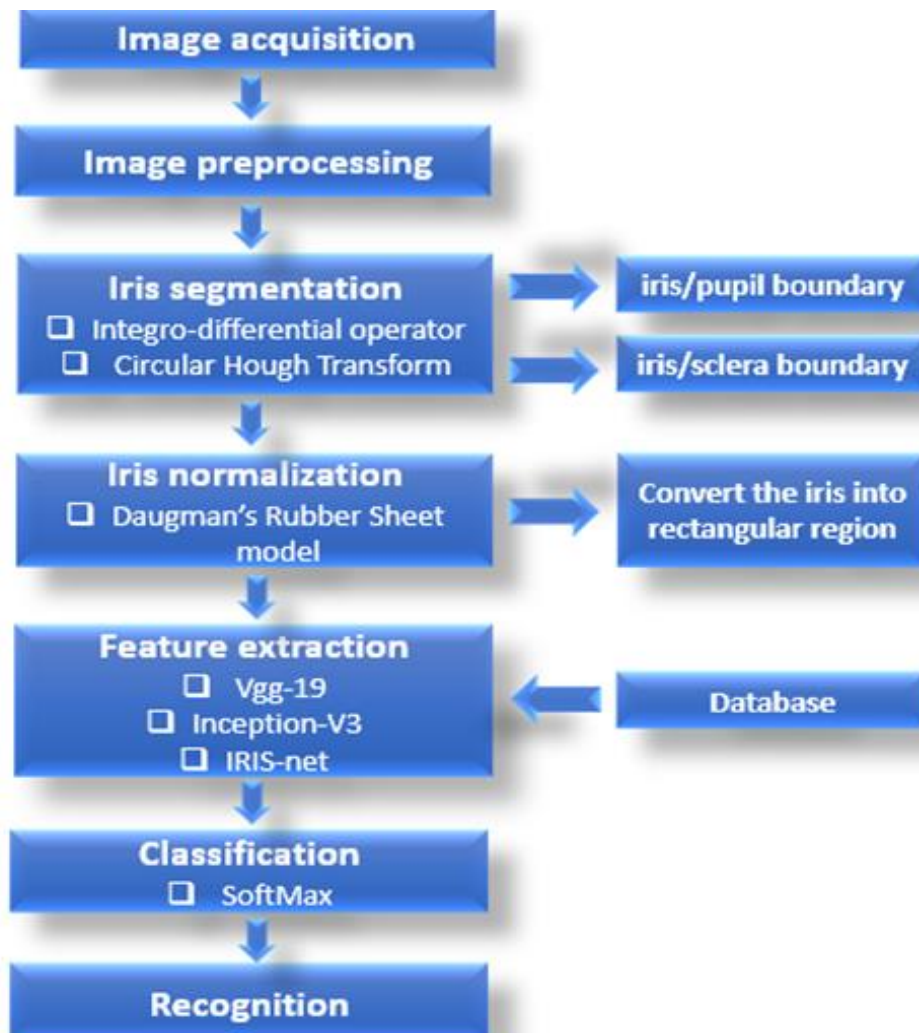 Image acquisition
Image preprocessing
Iris segmentation
❑ Integro-differential operator
❑ Circular Hough Transform
iris/pupil boundary
iris/sclera boundary
Iris normalization
❑ Daugman’s Rubber Sheet
model
Convert the iris into
rectangular region
Feature extraction
❑ Vgg-19
❑ Inception-V3
❑ IRIS-net
Database
Classification
❑ SoftMax
Recognition